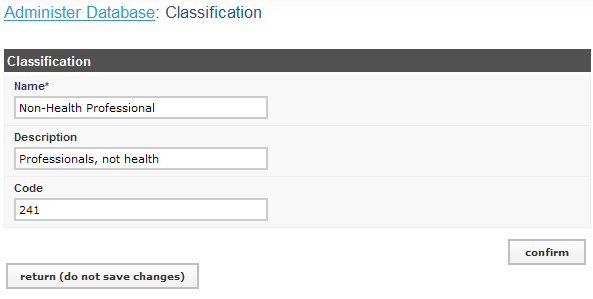 Administer Database: Classification
Classification
Name*
Non-Health Professional
Description
Professionals, not health
Code
241
confirm
return (do not save changes)